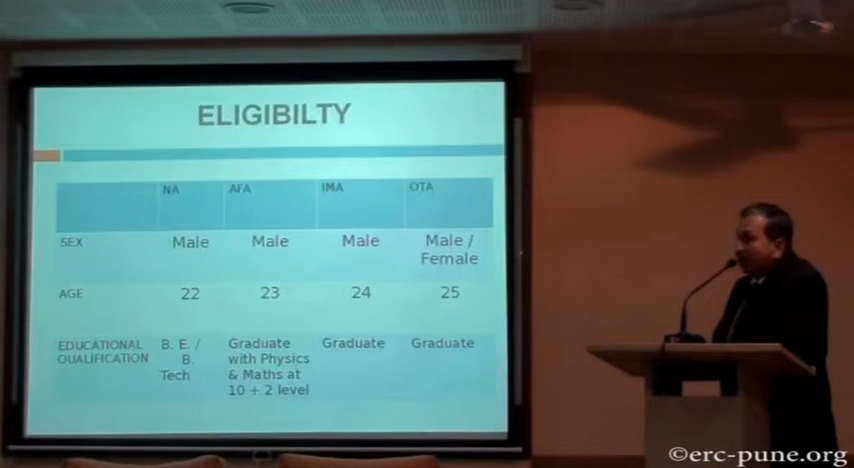 ELIGIBILTY
NA AFA IMA OTA
SEX Male Male Male Male /
Female
AGE 22 23 24 25
EDUCATIONAL B. E. / Graduate Graduate Graduate
QUALIFICATION B. with Physics
Tech & Maths at
10 + 2 level
©erc-pune.org